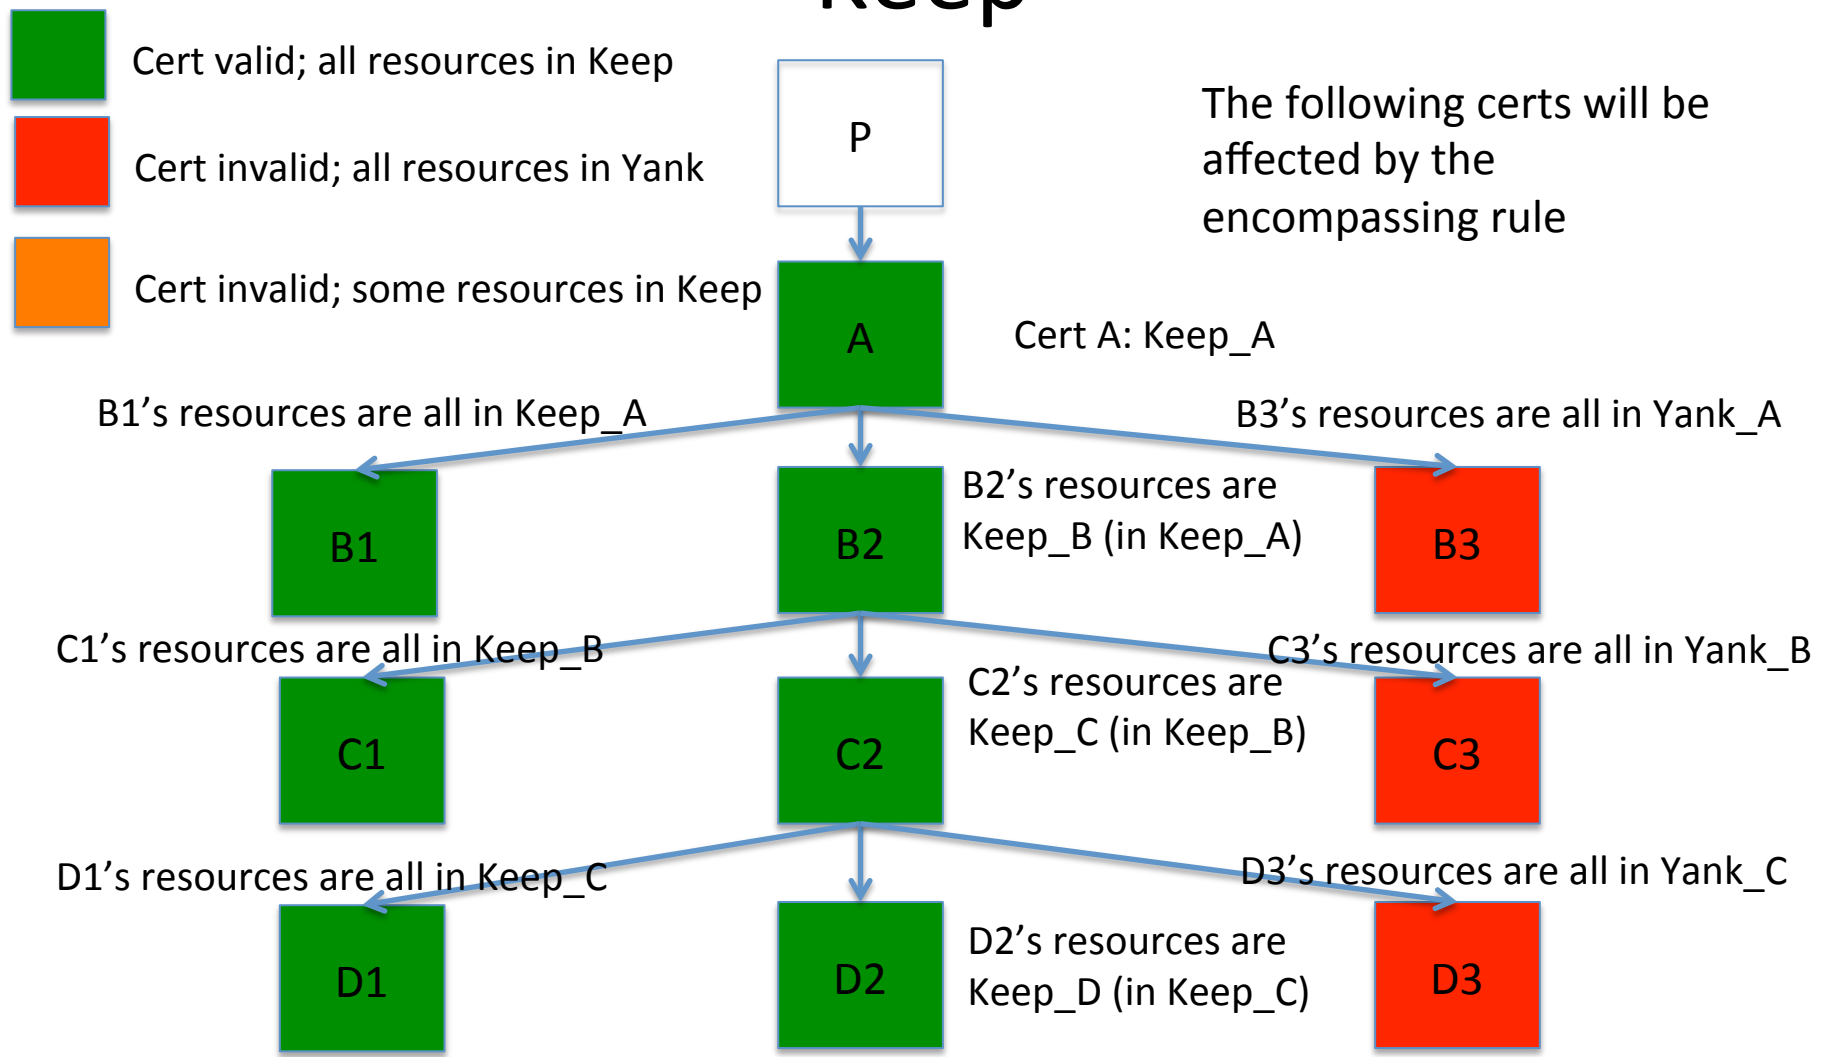 Keep
Cert valid; all resources in Keep
Cert invalid; all resources in Yank
Cert invalid; some resources in Keep
P
The following certs will be
affected by the
encompassing rule
A
Cert A: Keep_A
B1’s resources are all in Keep_A
B3’s resources are all in Yank_A
B1
B2
B2’s resources are
Keep_B (in Keep_A)
B3
C1’s resources are all in Keep_B
C3’s resources are all in Yank_B
C1
C2
C2’s resources are
Keep_C (in Keep_B)
C3
D1’s resources are all in Keep_C
D3’s resources are all in Yank_C
D1
D2
D2’s resources are
Keep_D (in Keep_C)
D3